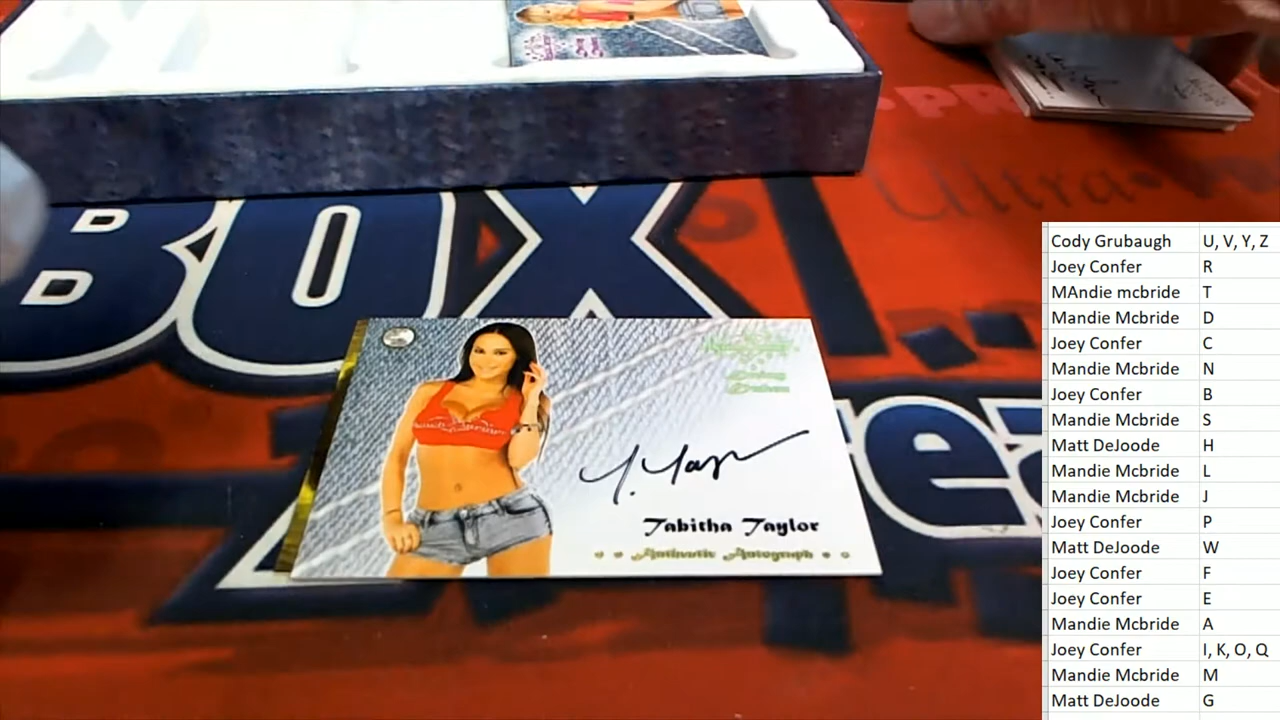 BOX
Ultra
T. Taylor
Tabitha Taylor
Authentic Autograph
Cody Grubaugh U, V, Y, Z
Joey Confer R
MAndie mcbride T
Mandie Mcbride D
Joey Confer C
Mandie Mcbride N
Joey Confer B
Mandie Mcbride S
Matt DeJoode H
Mandie Mcbride L
Mandie Mcbride J
Joey Confer P
Matt DeJoode W
Joey Confer F
Joey Confer E
Mandie Mcbride A
Joey Confer I, K, O, Q
Mandie Mcbride M
Matt DeJoode G